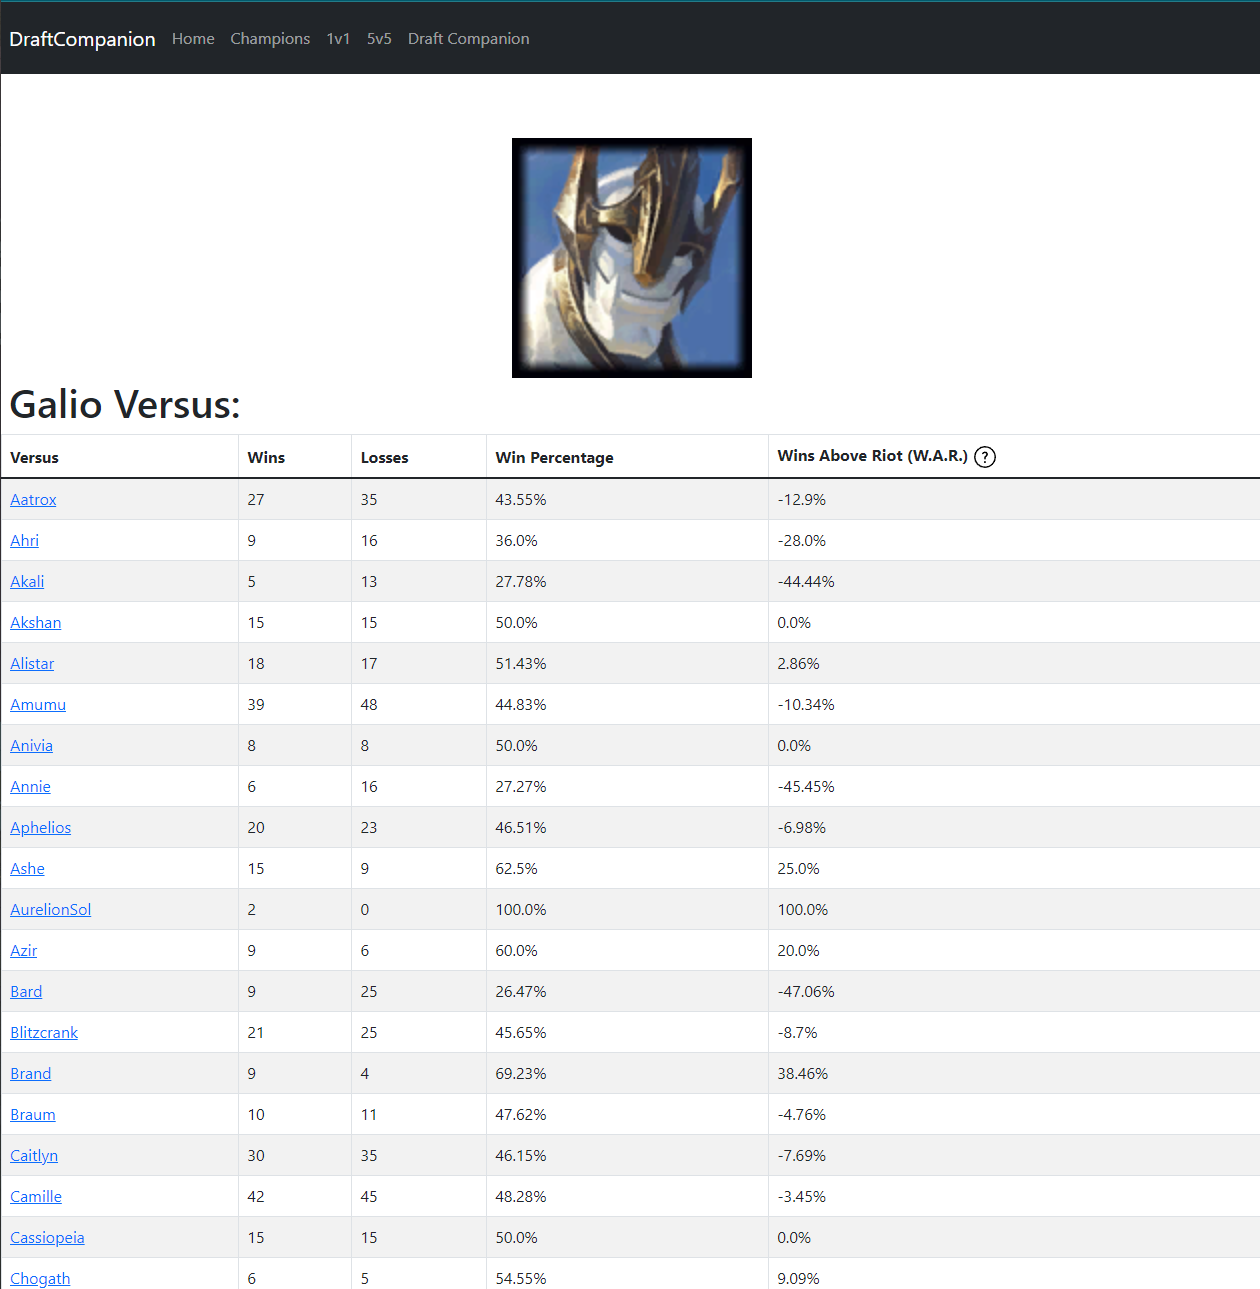 DraftCompanion Home Champions 1v1 5v5 Draft Companion
Galio Versus:
Versus Wins Losses Win Percentage Wins Above Riot (W.A.R.) ?
Aatrox 27 35 43.55% -12.9%
Ahri 9 16 36.0% -28.0%
Akali 5 13 27.78% -44.44%
Akshan 15 15 50.0% 0.0%
Alistar 18 17 51.43% 2.86%
Amumu 39 48 44.83% -10.34%
Anivia 8 8 50.0% 0.0%
Annie 6 16 27.27% -45.45%
Aphelios 20 23 46.51% -6.98%
Ashe 15 9 62.5% 25.0%
AurelionSol 2 0 100.0% 100.0%
Azir 9 6 60.0% 20.0%
Bard 9 25 26.47% -47.06%
Blitzcrank 21 25 45.65% -8.7%
Brand 9 4 69.23% 38.46%
Braum 10 11 47.62% -4.76%
Caitlyn 30 35 46.15% -7.69%
Camille 42 45 48.28% -3.45%
Cassiopeia 15 15 50.0% 0.0%
Chogath 6 5 54.55% 9.09%